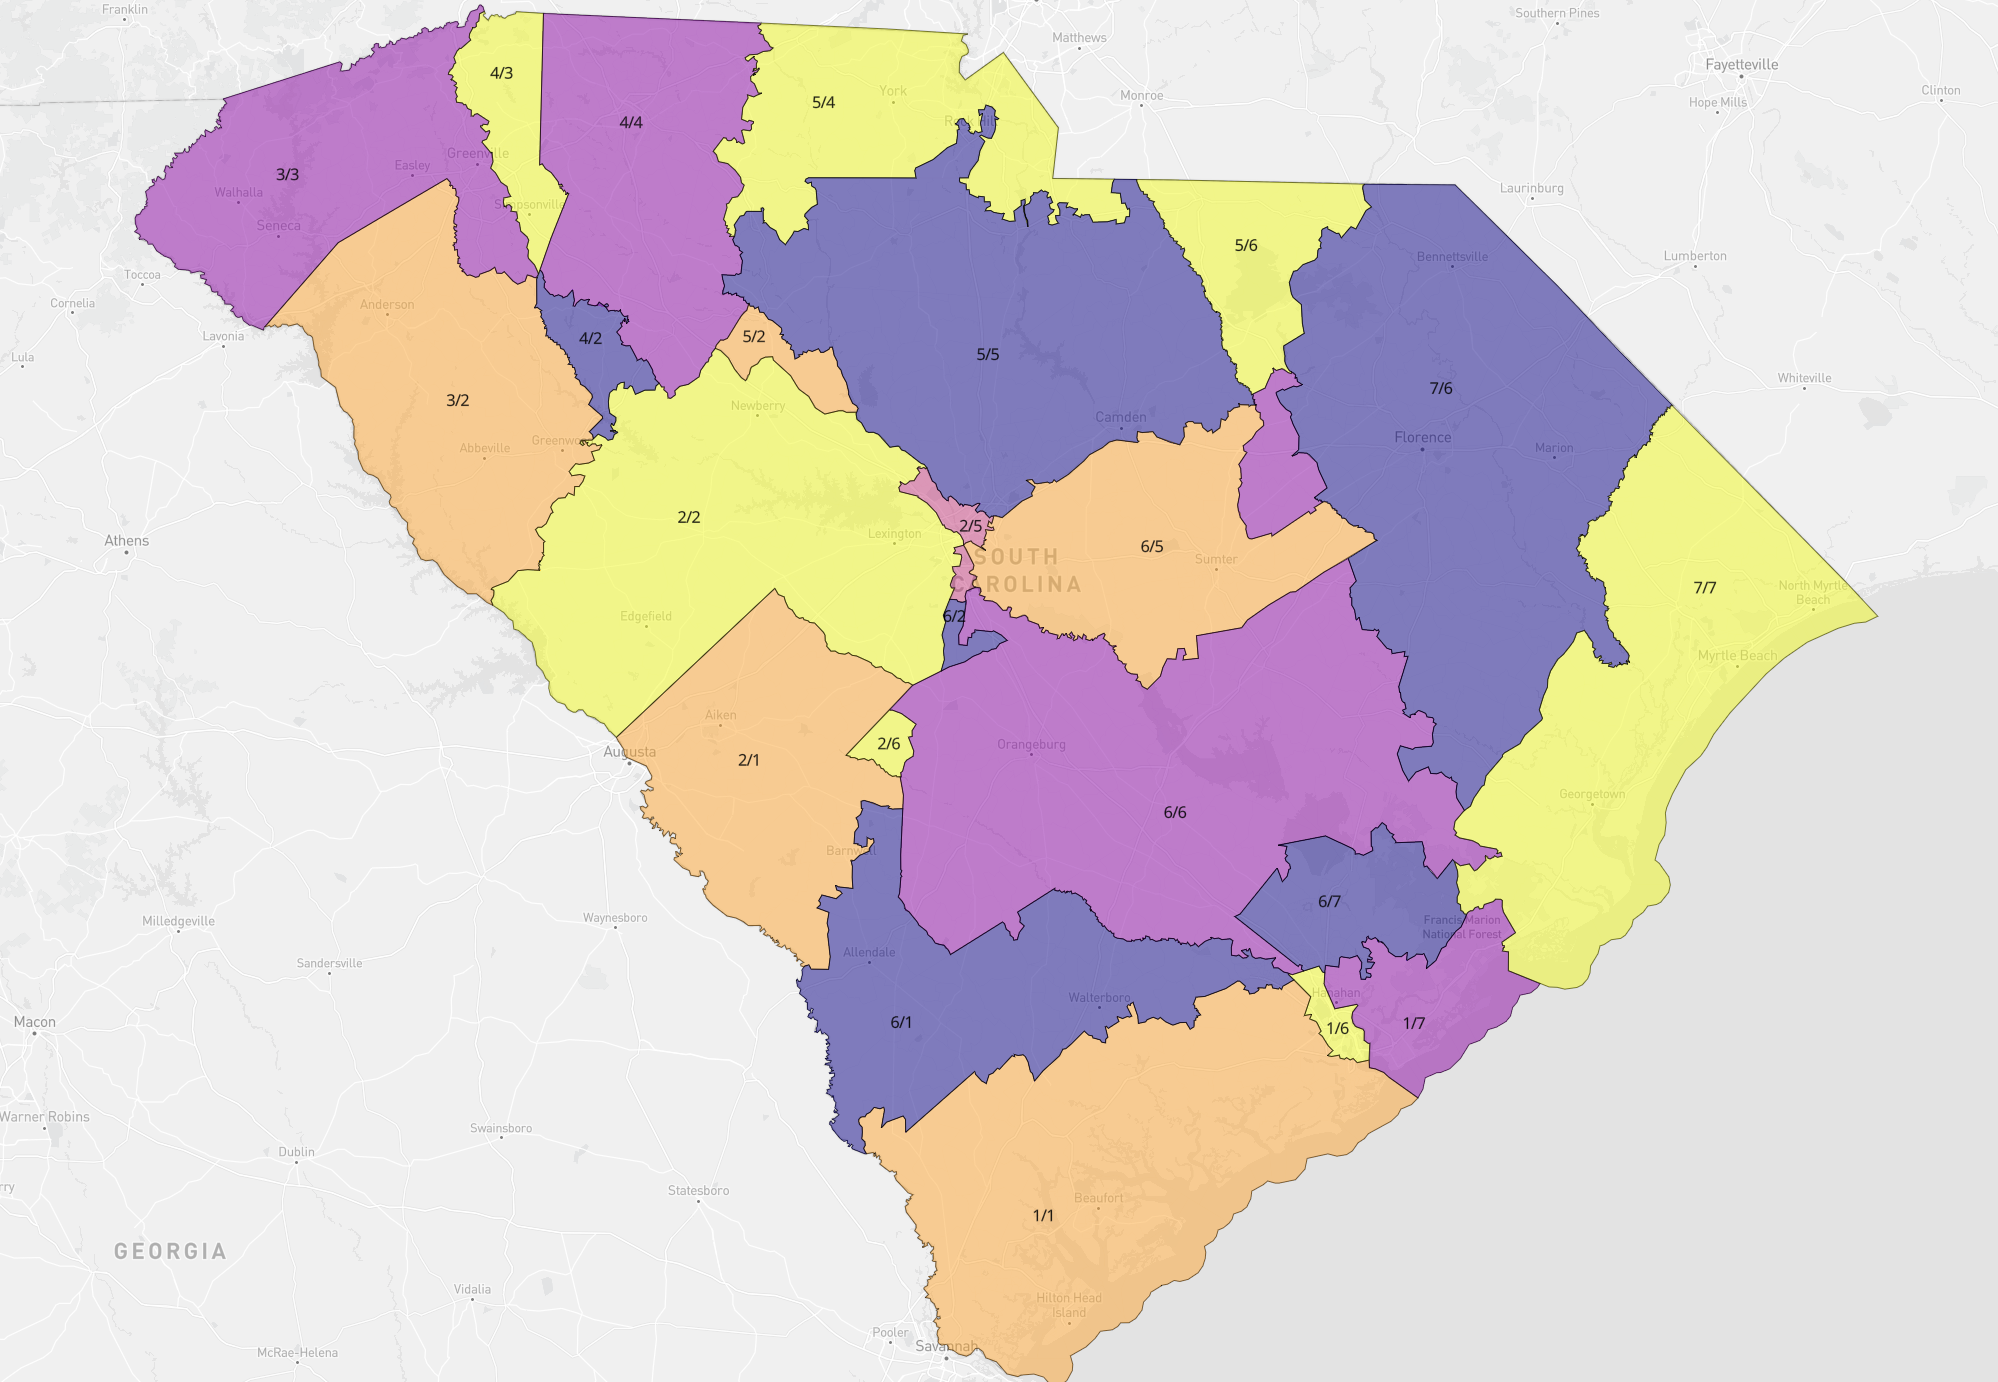 Franklin
Southern Pines
Matthews
Fayetteville
4/3
Clinton
York
Monroe
Hope Mills
5/4
4/4
Greenville
Easley
3/3
Walhalla
Laurinburg
Simpsonville
Seneca
5/6
Bennettsville
Lumberton
Toccoa
Cornelia
Anderson
Lavonia
4/2
5/2
Lula
5/5
Whiteville
7/6
3/2
Newberry
Camden
Florence
Abbeville
Greenwood
Marion
2/2
2/5
Lexington
Athens
6/5
SOUTH
CAROLINA
Sumter
7/7
North Myrtle
Beach
Edgefield
6/2
Myrtle Beach
Aiken
Augusta
2/1
2/6
Orangeburg
Georgetown
6/6
Barnwell
6/7
Milledgeville
Waynesboro
Francis Marion
National Forest
Allendale
Sandersville
Walterboro
Hanahan
Macon
6/1
1/6
1/7
Warner Robins
Swainsboro
Dublin
Statesboro
Beaufort
1/1
GEORGIA
Vidalia
Hilton Head
Island
Pooler
Savannah
McRae-Helena